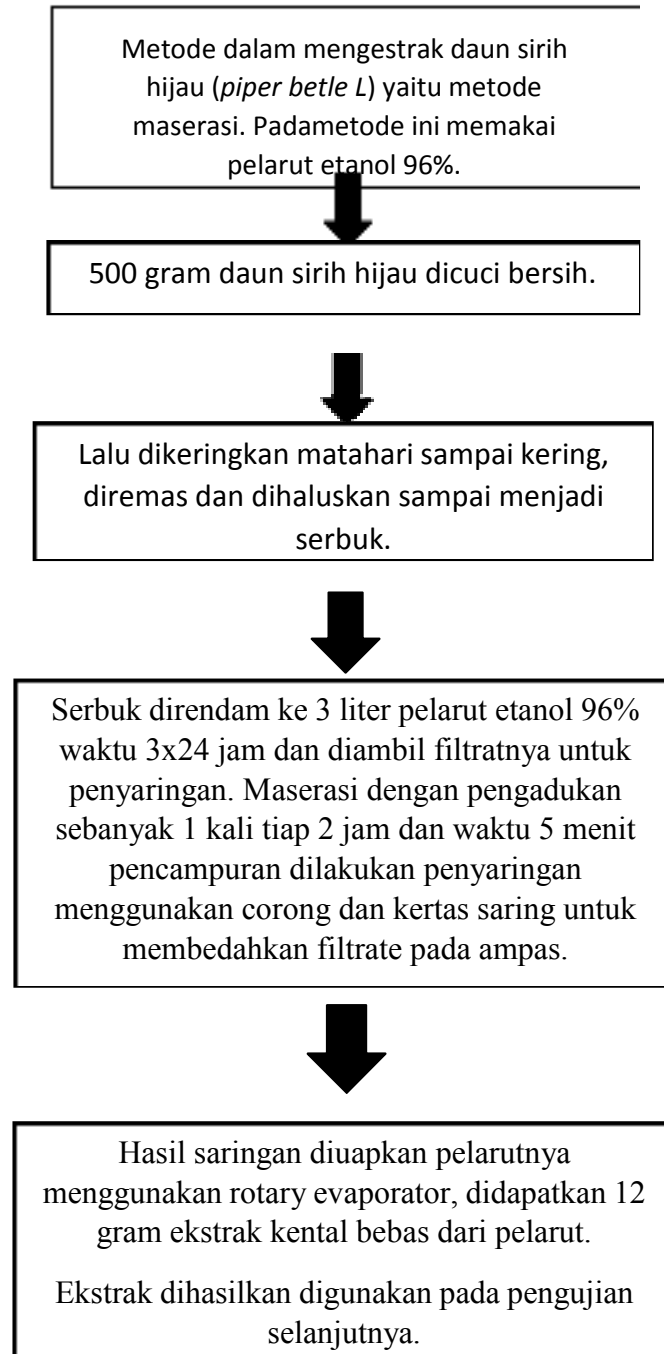 Metode dalam mengestrak daun sirih
hijau (piper betle L) yaitu metode
maserasi. Padametode ini memakai
pelarut etanol 96%.
500 gram daun sirih hijau dicuci bersih.
Lalu dikeringkan matahari sampai kering,
diremas dan dihaluskan sampai menjadi
serbuk.
Serbuk direndam ke 3 liter pelarut etanol 96%
waktu 3x24 jam dan diambil filtratnya untuk
penyaringan. Maserasi dengan pengadukan
sebanyak 1 kali tiap 2 jam dan waktu 5 menit
pencampuran dilakukan penyaringan
menggunakan corong dan kertas saring untuk
membedahkan filtrate pada ampas.
Hasil saringan diuapkan pelarutnya
menggunakan rotary evaporator, didapatkan 12
gram ekstrak kental bebas dari pelarut.
Ekstrak dihasilkan digunakan pada pengujian
selanjutnya.